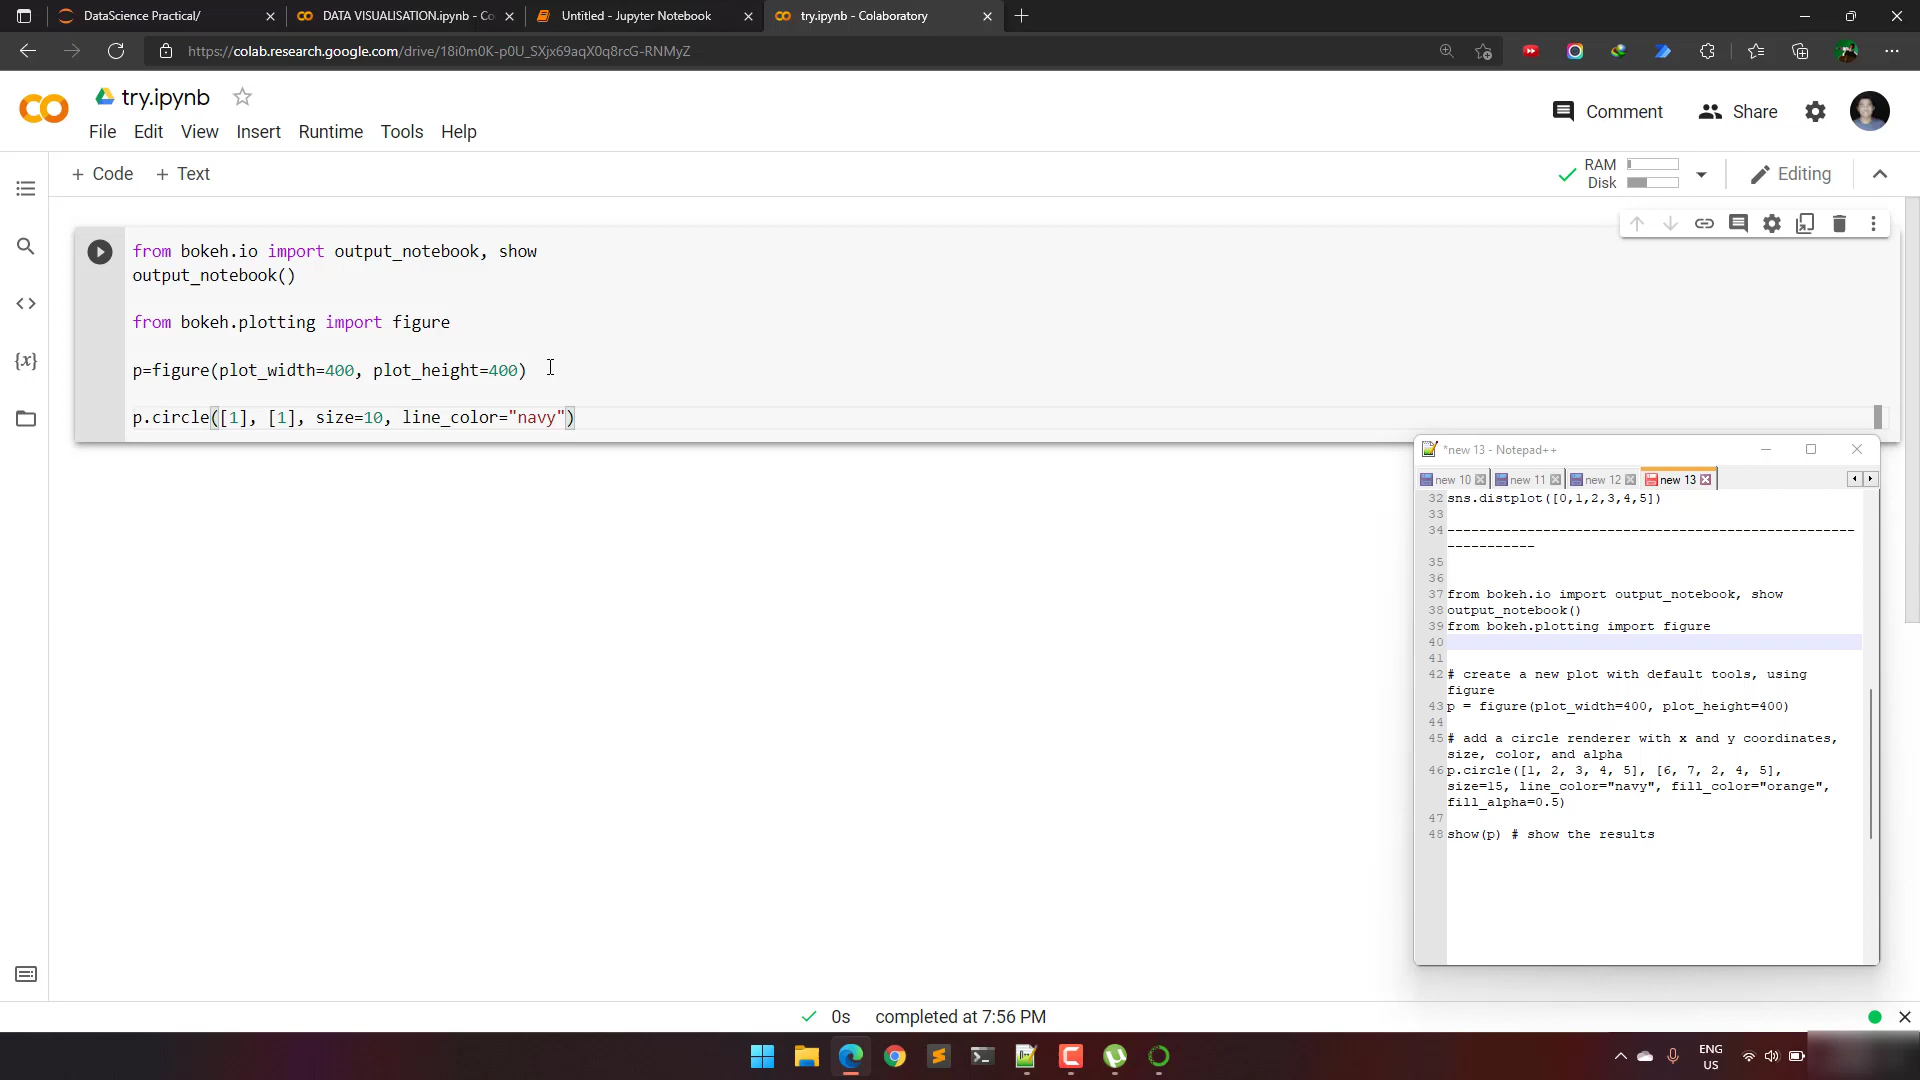 DataScience Practical/
DATA VISUALISATION.ipynb - Co
Untitled - Jupyter Notebook
try.ipynb - Colaboratory
https://colab.research.google.com/drive/18i0m0K-p0U_SXjx69aqX0q8rcG-RNMyZ
try.ipynb
File Edit View Insert Runtime Tools Help
Comment
Share
+ Code
+ Text
RAM
Disk
Editing
from bokeh.io import output_notebook, show
output_notebook()
from bokeh.plotting import figure
{x}
p=figure(plot_width=400, plot_height=400)
p.circle([1], [1], size=10, line_color="navy")
*new 13 - Notepad++
new 10
new 11
new 12
new 13
32 sns.distplot([0,1,2,3,4,5])
33
34 ---------------------------------------------------
-----------
35
36
37 from bokeh.io import output_notebook, show
38 output_notebook()
39 from bokeh.plotting import figure
40
41
42 # create a new plot with default tools, using
figure
43 p = figure(plot_width=400, plot_height=400)
44
45 # add a circle renderer with x and y coordinates,
size, color, and alpha
46 p.circle([1, 2, 3, 4, 5], [6, 7, 2, 4, 5],
size=15, line_color="navy", fill_color="orange",
fill_alpha=0.5)
47
48 show(p) # show the results
0s completed at 7:56 PM
ENG
US